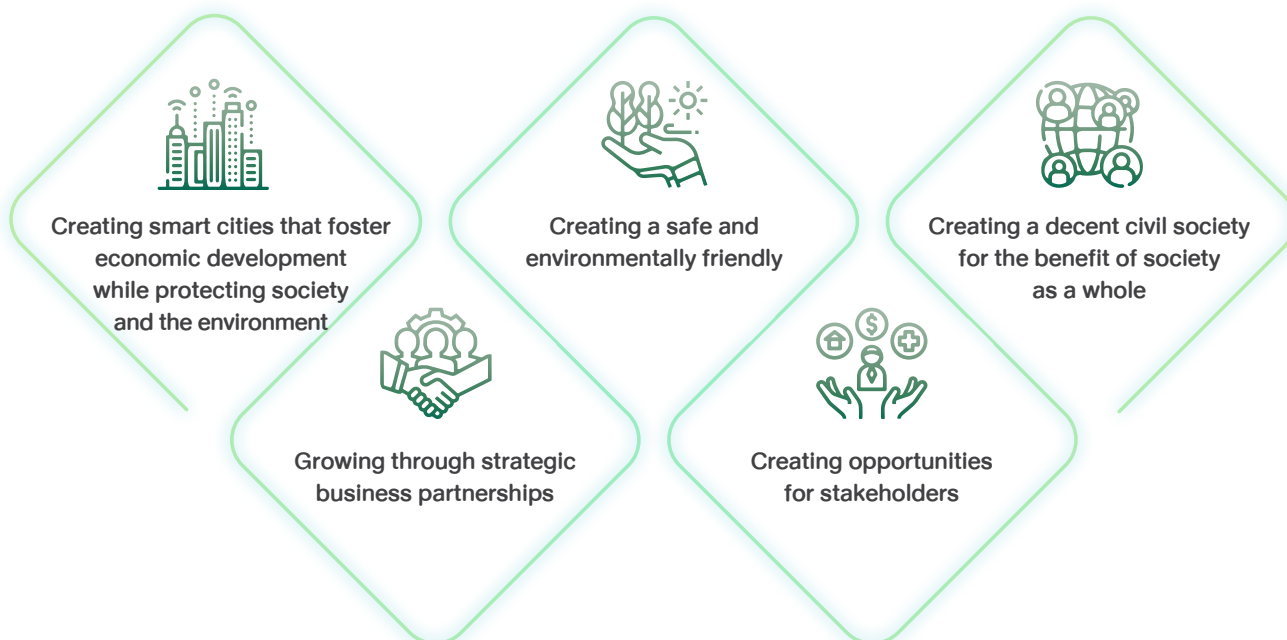 Creating smart cities that foster
economic development
while protecting society
and the environment
Growing through strategic
business partnerships
Creating a safe and
environmentally friendly
Creating opportunities
for stakeholders
Creating a decent civil society
for the benefit of society
as a whole